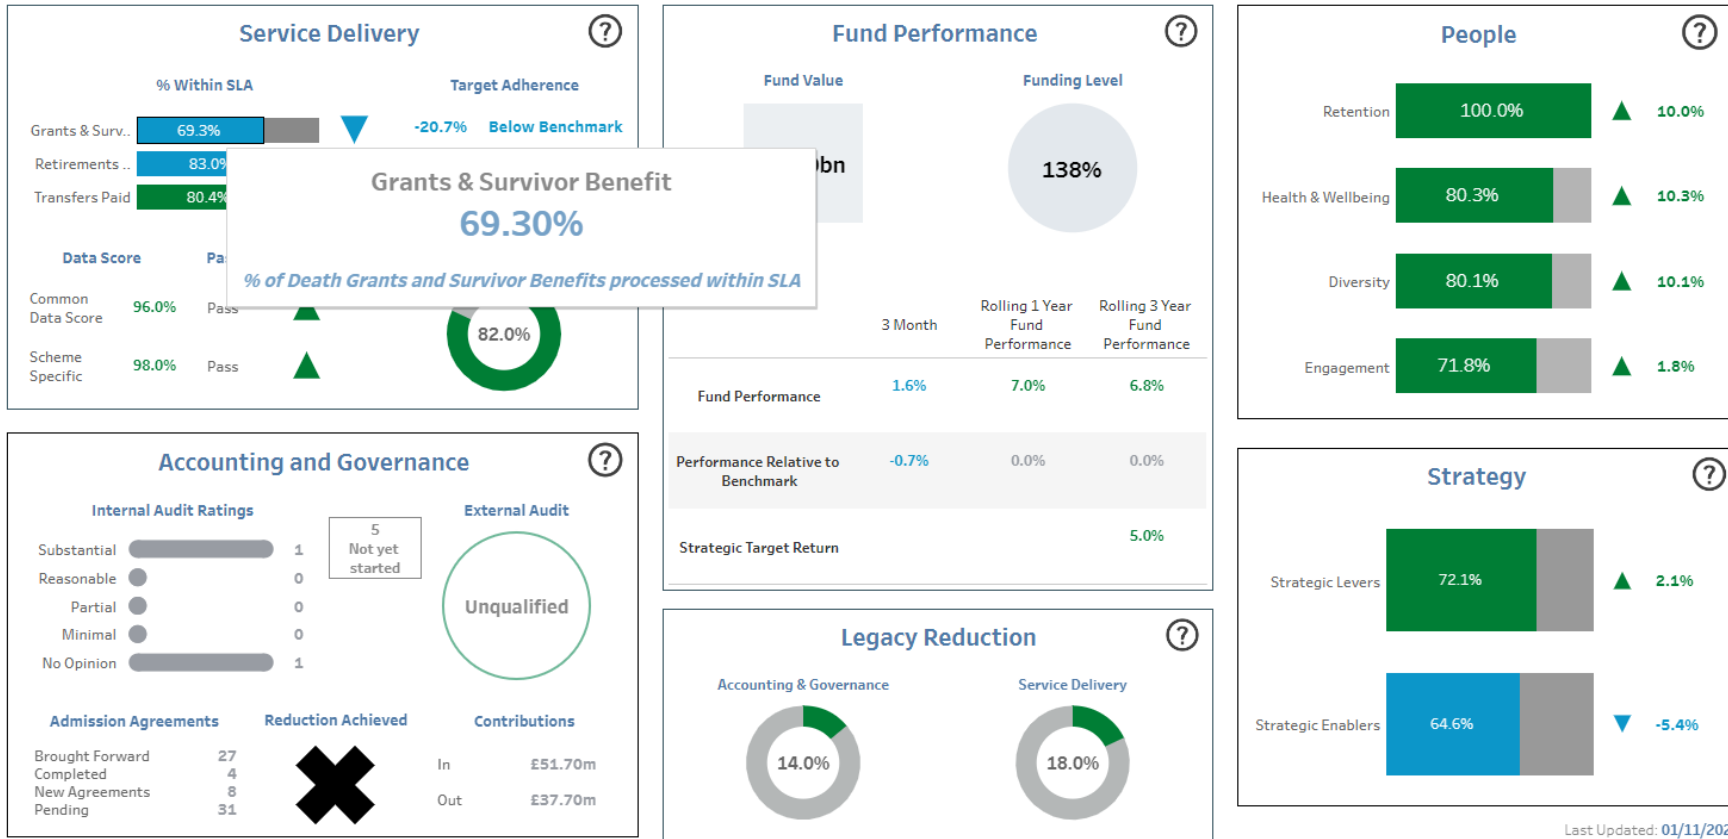 Service Delivery
?
% Within SLA
Target Adherence
Grants & Surv..
69.3%
-20.7%
Below Benchmark
Retirements ..
83.0%
Transfers Paid
80.4%
Grants & Survivor Benefit
69.30%
% of Death Grants and Survivor Benefits processed within SLA
Data Score
Common
Data Score
96.0%
Pass
Scheme
Specific
98.0%
Pass
82.0%
Accounting and Governance
?
Internal Audit Ratings
Substantial
1
Reasonable
0
Partial
0
Minimal
0
No Opinion
1
5
Not yet
started
External Audit
Unqualified
Admission Agreements
Brought Forward
27
Completed
4
New Agreements
8
Pending
31
Reduction Achieved
Contributions
In
£51.70m
Out
£37.70m
Fund Performance
?
Fund Value
bn
Funding Level
138%
3 Month
Rolling 1 Year
Fund
Performance
Rolling 3 Year
Fund
Performance
Fund Performance
1.6%
7.0%
6.8%
Performance Relative to
Benchmark
-0.7%
0.0%
0.0%
Strategic Target Return
5.0%
Legacy Reduction
?
Accounting & Governance
14.0%
Service Delivery
18.0%
People
?
Retention
100.0%
10.0%
Health & Wellbeing
80.3%
10.3%
Diversity
80.1%
10.1%
Engagement
71.8%
1.8%
Strategy
?
Strategic Levers
72.1%
2.1%
Strategic Enablers
64.6%
-5.4%
Last Updated: 01/11/202